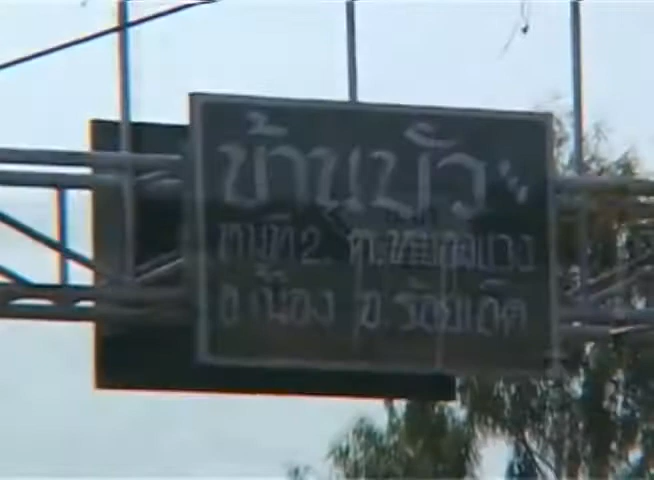 บ้านบัว
หมู่ที่ 2 ต.หนองแวง
อ.เมือง จ.ร้อยเอ็ด